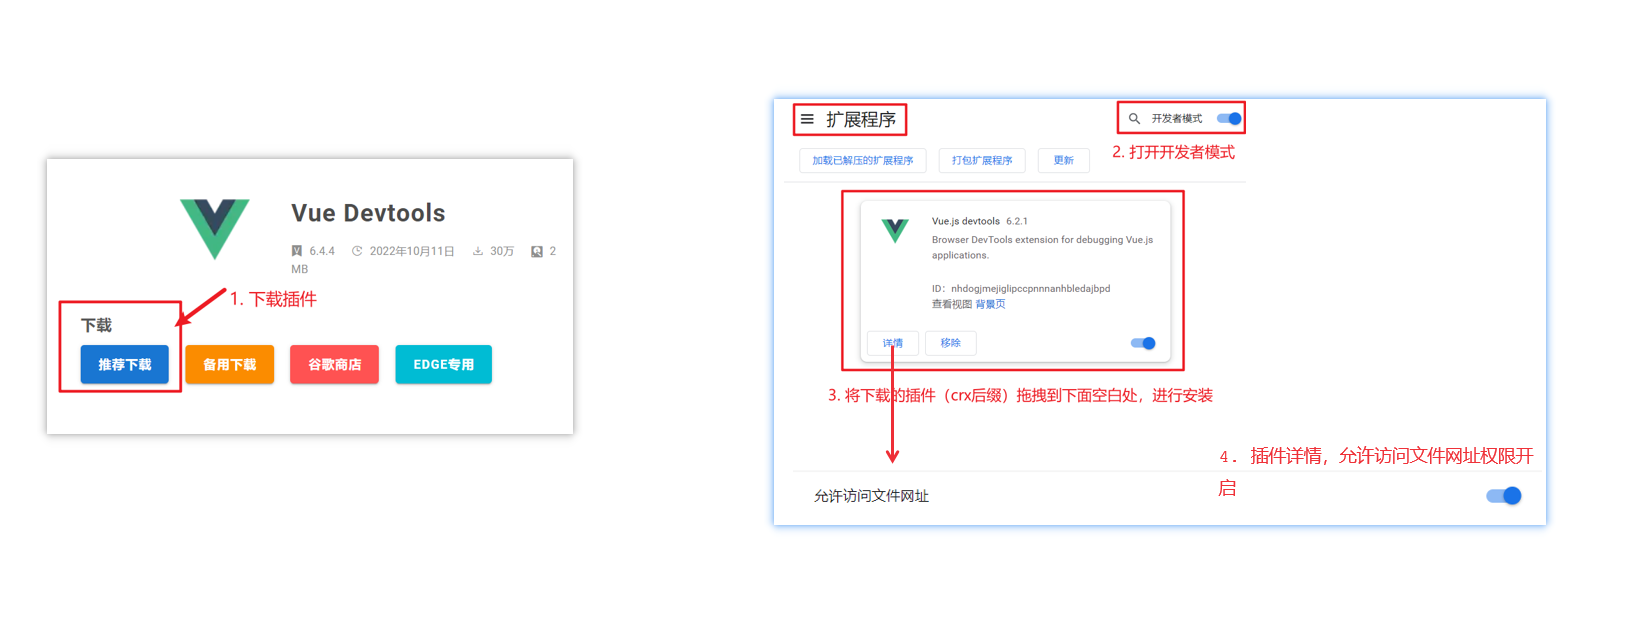 Vue Devtools
6.4.4 2022年10月11日 30万 2
MB
1. 下载插件
下载
推荐下载 备用下载 谷歌商店 EDGE专用
扩展程序
开发者模式
2. 打开开发者模式
加载已解压的扩展程序 打包扩展程序 更新
Vue.js devtools 6.2.1
Browser DevTools extension for debugging Vue.js
applications.
ID：nhdogjmejiglipccpnnnanhbledajbpd
查看视图 背景页
详情 移除
3. 将下载的插件（crx后缀）拖拽到下面空白处，进行安装
4. 插件详情，允许访问文件网址权限开
启
允许访问文件网址